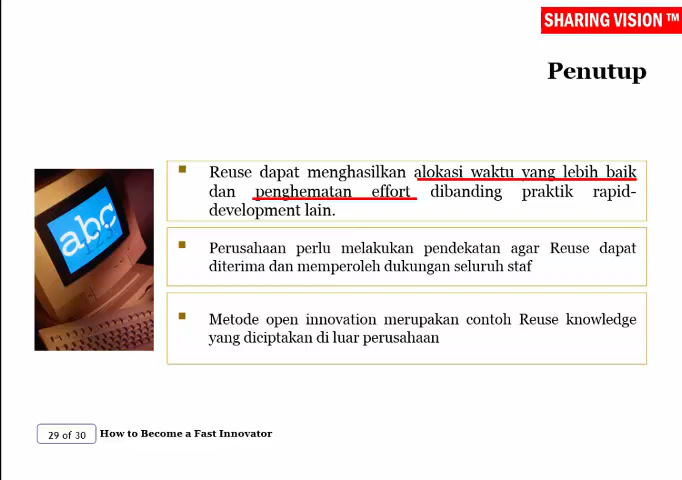 SHARING VISION ™
Penutup
Reuse dapat menghasilkan alokasi waktu yang lebih baik
dan penghematan effort dibanding praktik rapid-
development lain.
Perusahaan perlu melakukan pendekatan agar Reuse dapat
diterima dan memperoleh dukungan seluruh staf
Metode open innovation merupakan contoh Reuse knowledge
yang diciptakan di luar perusahaan
abc
123
29 of 30 How to Become a Fast Innovator